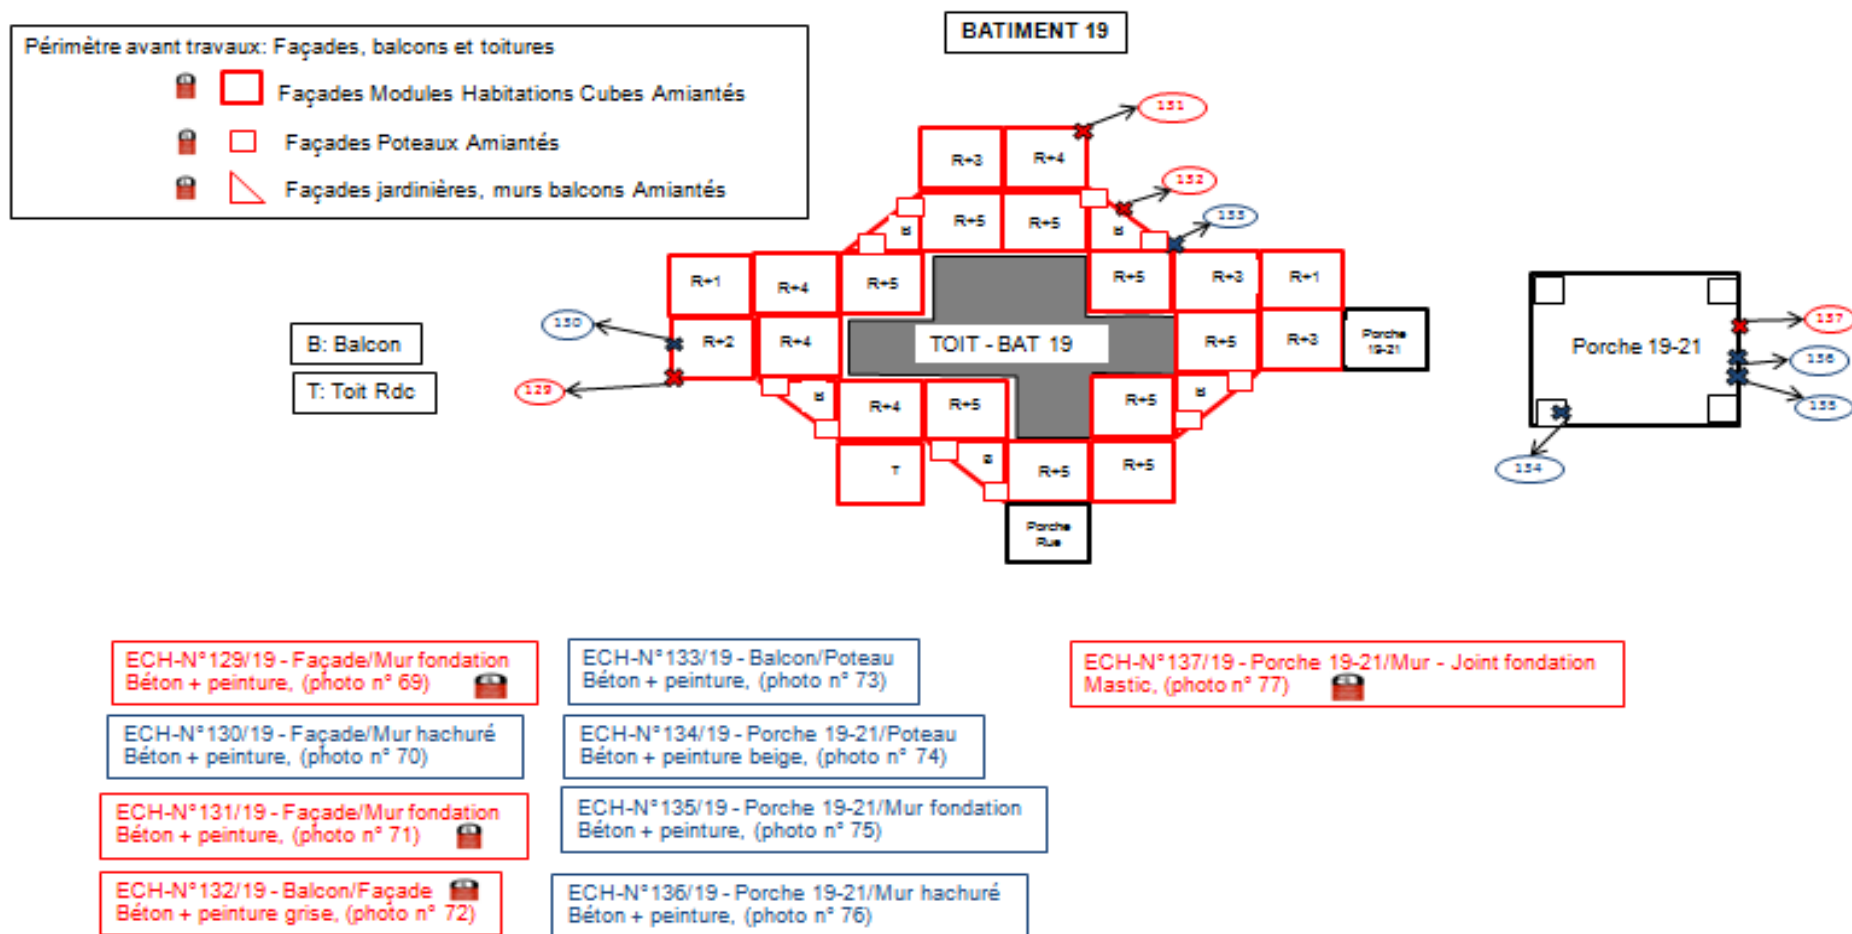 BATIMENT 19
Périmètre avant travaux: Façades, balcons et toitures
Façades Modules Habitations Cubes Amiantés
Façades Poteaux Amiantés
Façades jardinières, murs balcons Amiantés
131
132
133
R+3
R+4
B
R+5
R+5
B
R+1
R+4
R+5
R+5
R+3
R+1
130
R+2
R+4
TOIT - BAT 19
R+5
R+3
Porche
19-21
B: Balcon
T: Toit Rdc
129
B
R+4
R+5
R+5
B
T
B
R+5
R+5
Porche
Rue
Porche 19-21
137
136
135
134
ECH-N°129/19 - Façade/Mur fondation
Béton + peinture, (photo n° 69)
ECH-N°130/19 - Façade/Mur hachuré
Béton + peinture, (photo n° 70)
ECH-N°131/19 - Façade/Mur fondation
Béton + peinture, (photo n° 71)
ECH-N°132/19 - Balcon/Façade
Béton + peinture grise, (photo n° 72)
ECH-N°133/19 - Balcon/Poteau
Béton + peinture, (photo n° 73)
ECH-N°134/19 - Porche 19-21/Poteau
Béton + peinture beige, (photo n° 74)
ECH-N°135/19 - Porche 19-21/Mur fondation
Béton + peinture, (photo n° 75)
ECH-N°136/19 - Porche 19-21/Mur hachuré
Béton + peinture, (photo n° 76)
ECH-N°137/19 - Porche 19-21/Mur - Joint fondation
Mastic, (photo n° 77)